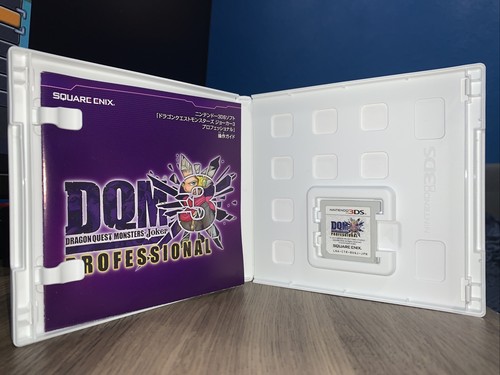 SQUARE ENIX.
ニンテンドー3DSソフト
「ドラゴンクエストモンスターズ ジョーカー3
プロフェッショナル」
操作ガイド
DQM 3
DRAGON QUEST MONSTERS Joker
PROFESSIONAL
NINTENDO3DS
DQM
PROFESSIONAL
SQUARE ENIX.